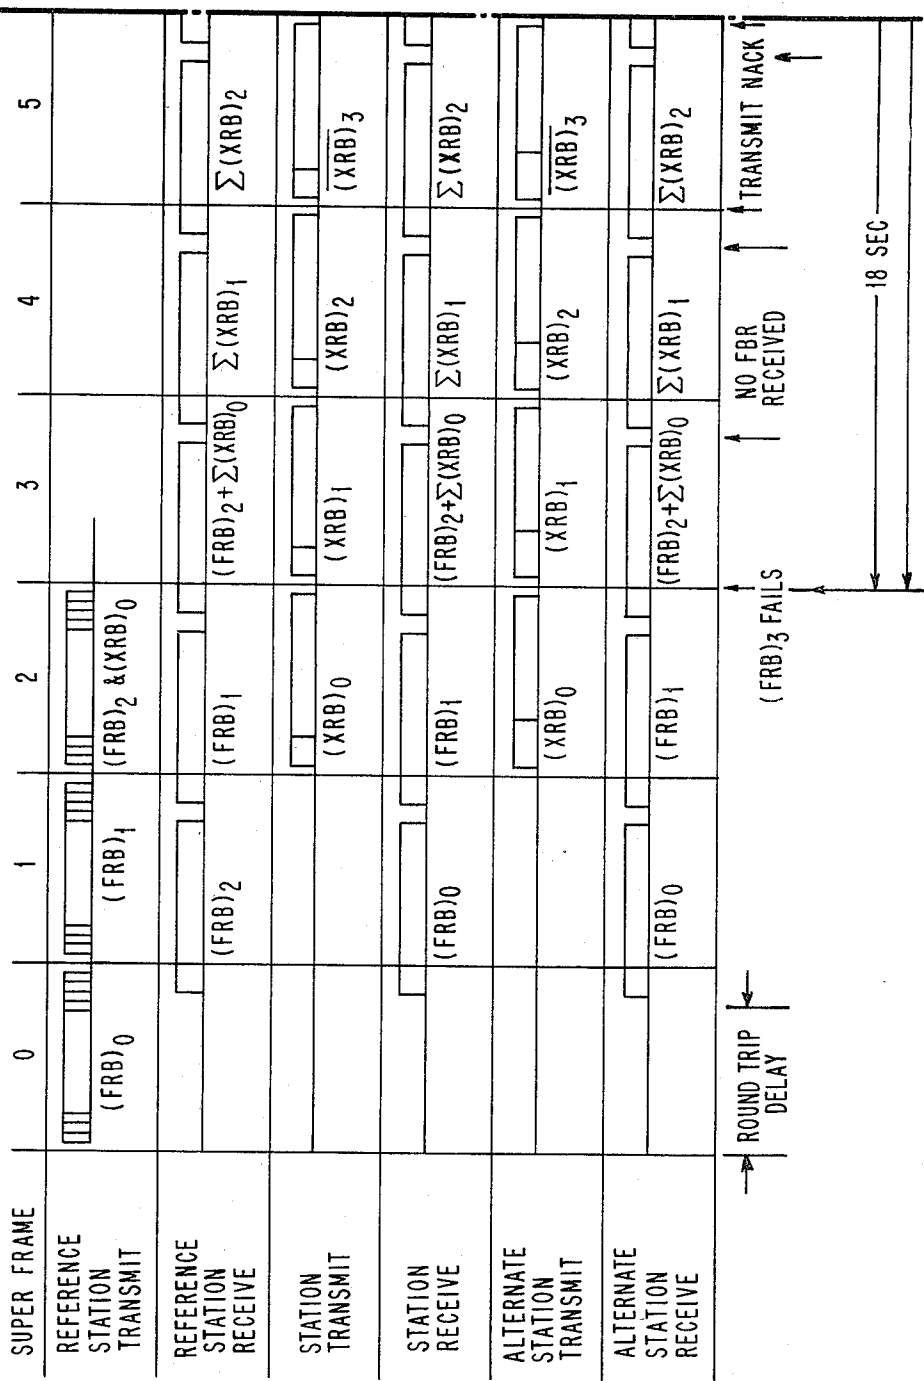 SUPER FRAME 0 1 2 3 4 5
REFERENCE
STATION
TRANSMIT
(FRB)0 (FRB)1 (FRB)2 &(XRB)0
REFERENCE
STATION
RECEIVE
(FRB)2 (FRB)1 (FRB)2+Σ(XRB)0 Σ(XRB)1 Σ(XRB)2
STATION
TRANSMIT
(XRB)0 (XRB)1 (XRB)2 (XRB)3
STATION
RECEIVE
(FRB)0 (FRB)1 (FRB)2+Σ(XRB)0 Σ(XRB)1 Σ(XRB)2
ALTERNATE
STATION
TRANSMIT
(XRB)0 (XRB)1 (XRB)2 (XRB)3
ALTERNATE
STATION
RECEIVE
(FRB)0 (FRB)1 (FRB)2+Σ(XRB)0 Σ(XRB)1 Σ(XRB)2
ROUND TRIP
DELAY
(FRB)3 FAILS
NO FBR
RECEIVED
TRANSMIT NACK
18 SEC